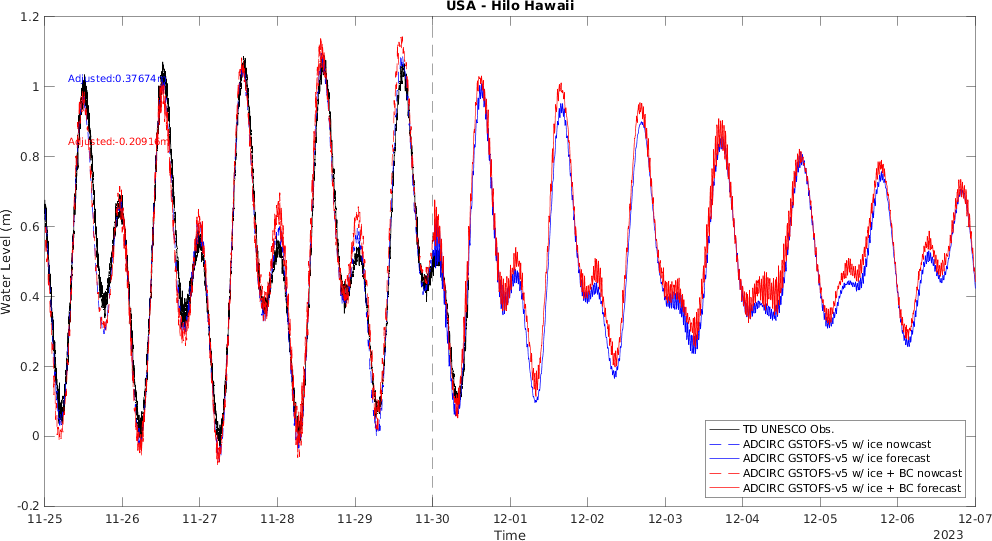 USA - Hilo Hawaii
1.2
1
0.8
0.6
0.4
0.2
0
-0.2
Water Level (m)
Adjusted:0.37674m
Adjusted:-0.20916m
TD UNESCO Obs.
ADCIRC GSTOFS-v5 w/ ice nowcast
ADCIRC GSTOFS-v5 w/ ice forecast
ADCIRC GSTOFS-v5 w/ ice + BC nowcast
ADCIRC GSTOFS-v5 w/ ice + BC forecast
11-25 11-26 11-27 11-28 11-29 11-30 12-01 12-02 12-03 12-04 12-05 12-06 12-07
Time
2023